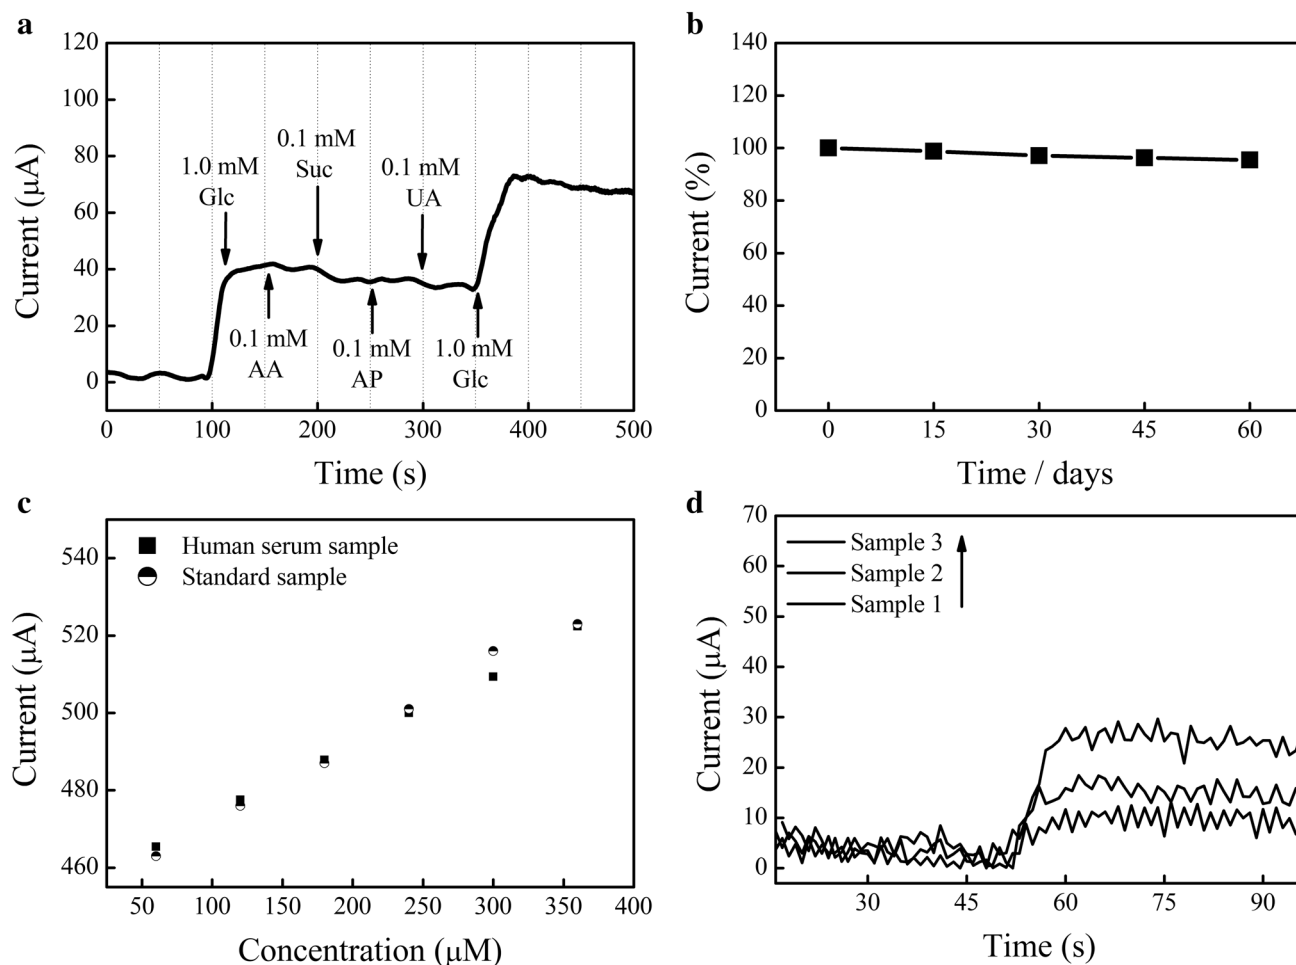 a
120
100
80
60
40
20
0
0
100
200
300
400
500
Current (μA)
Time (s)
1.0 mM
Glc
0.1 mM
Suc
0.1 mM
UA
0.1 mM
AA
0.1 mM
AP
1.0 mM
Glc
b
140
120
100
80
60
40
20
0
0
15
30
45
60
Current (%)
Time / days
c
540
520
500
480
460
50
100
150
200
250
300
350
400
Current (μA)
Concentration (μM)
Human serum sample
Standard sample
d
70
60
50
40
30
20
10
0
30
45
60
75
90
Current (μA)
Time (s)
Sample 3
Sample 2
Sample 1